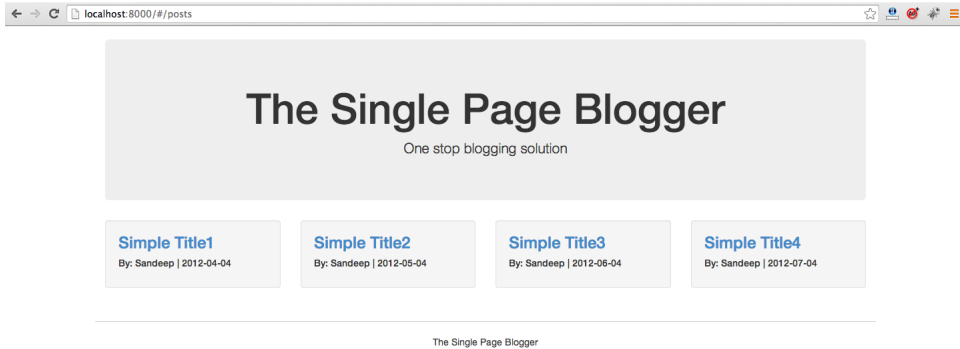 localhost:8000/#/posts
The Single Page Blogger
One stop blogging solution
Simple Title1
By: Sandeep | 2012-04-04
Simple Title2
By: Sandeep | 2012-05-04
Simple Title3
By: Sandeep | 2012-06-04
Simple Title4
By: Sandeep | 2012-07-04
The Single Page Blogger